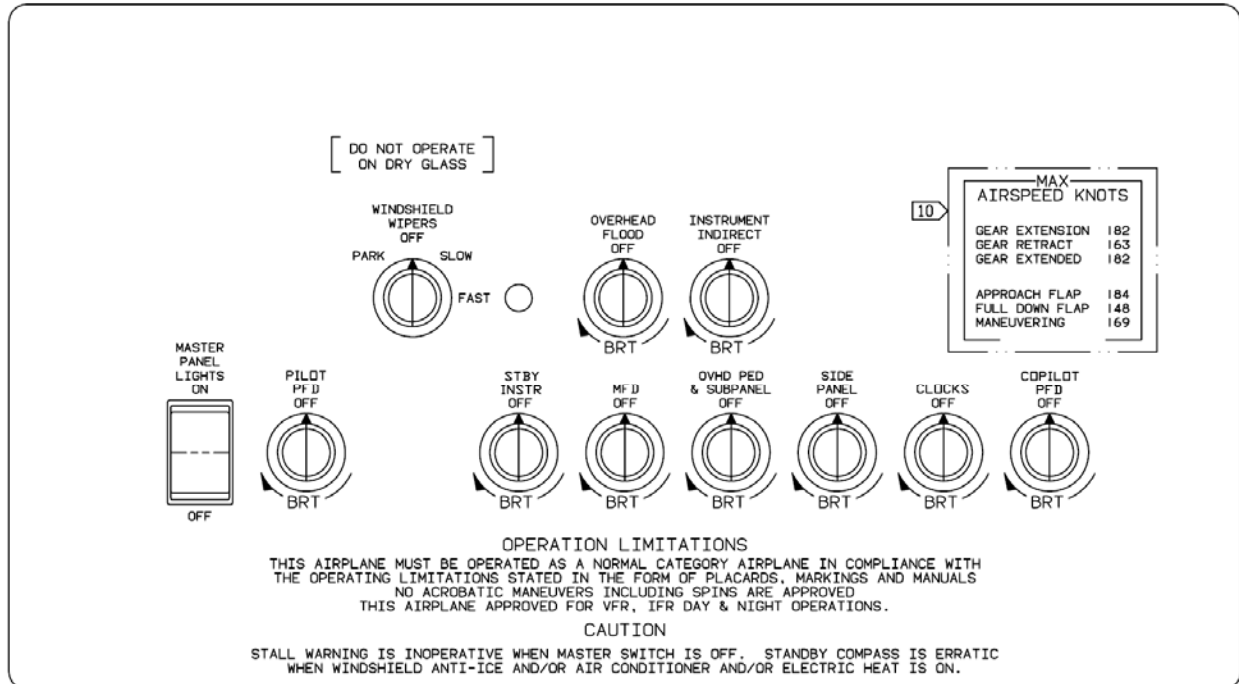 DO NOT OPERATE
ON DRY GLASS
WINDSHIELD
WIPERS
OFF
PARK
SLOW
FAST
OVERHEAD
FLOOD
OFF
BRT
INSTRUMENT
INDIRECT
OFF
BRT
10
MAX
AIRSPEED KNOTS
GEAR EXTENSION 182
GEAR RETRACT 163
GEAR EXTENDED 182
APPROACH FLAP 184
FULL DOWN FLAP 148
MANEUVERING 169
MASTER
PANEL
LIGHTS
ON
OFF
PILOT
PFD
OFF
BRT
STBY
INSTR
OFF
BRT
MFD
OFF
BRT
OVHD PED
& SUBPANEL
OFF
BRT
SIDE
PANEL
OFF
BRT
CLOCKS
OFF
BRT
COPILOT
PFD
OFF
BRT
OPERATION LIMITATIONS
THIS AIRPLANE MUST BE OPERATED AS A NORMAL CATEGORY AIRPLANE IN COMPLIANCE WITH
THE OPERATING LIMITATIONS STATED IN THE FORM OF PLACARDS, MARKINGS AND MANUALS
NO ACROBATIC MANEUVERS INCLUDING SPINS ARE APPROVED
THIS AIRPLANE APPROVED FOR VFR, IFR DAY & NIGHT OPERATIONS.
CAUTION
STALL WARNING IS INOPERATIVE WHEN MASTER SWITCH IS OFF. STANDBY COMPASS IS ERRATIC
WHEN WINDSHIELD ANTI-ICE AND/OR AIR CONDITIONER AND/OR ELECTRIC HEAT IS ON.